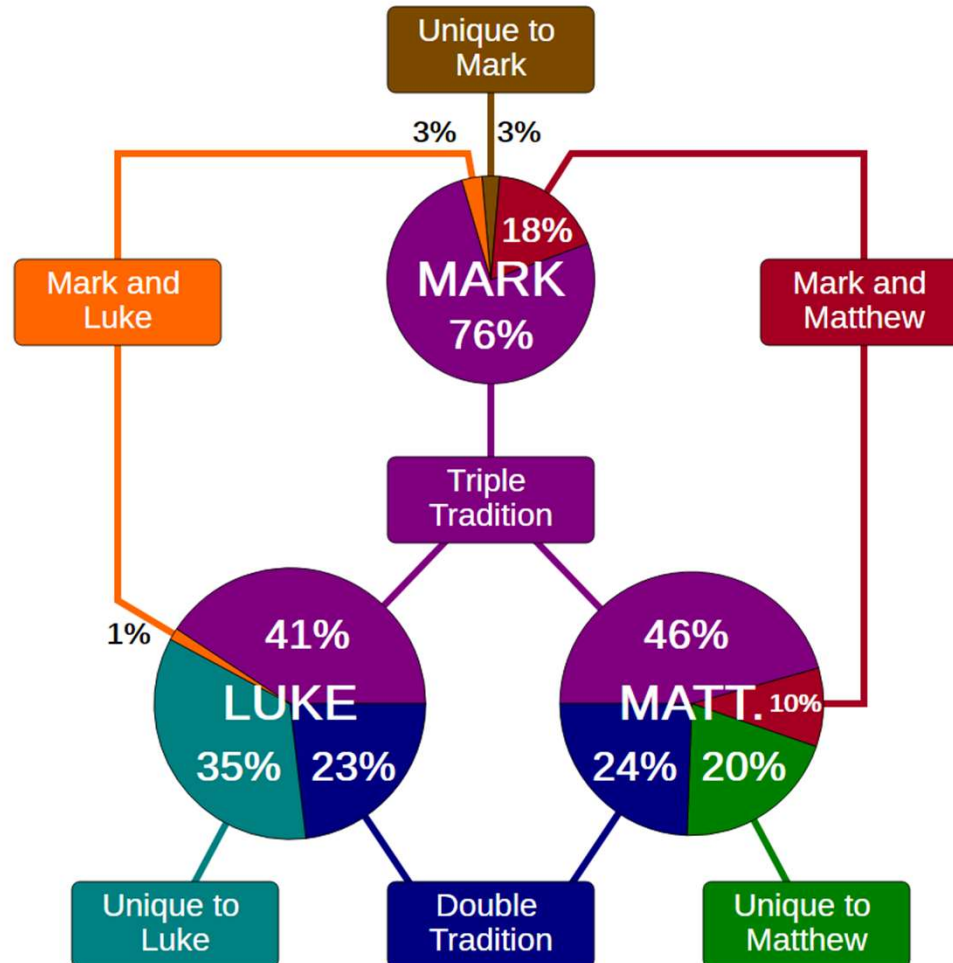 Unique to
Mark
3%
3%
18%
MARK
76%
Mark and
Luke
Mark and
Matthew
Triple
Tradition
1%
41%
LUKE
35%
23%
46%
MATT.
10%
24%
20%
Unique to
Luke
Double
Tradition
Unique to
Matthew